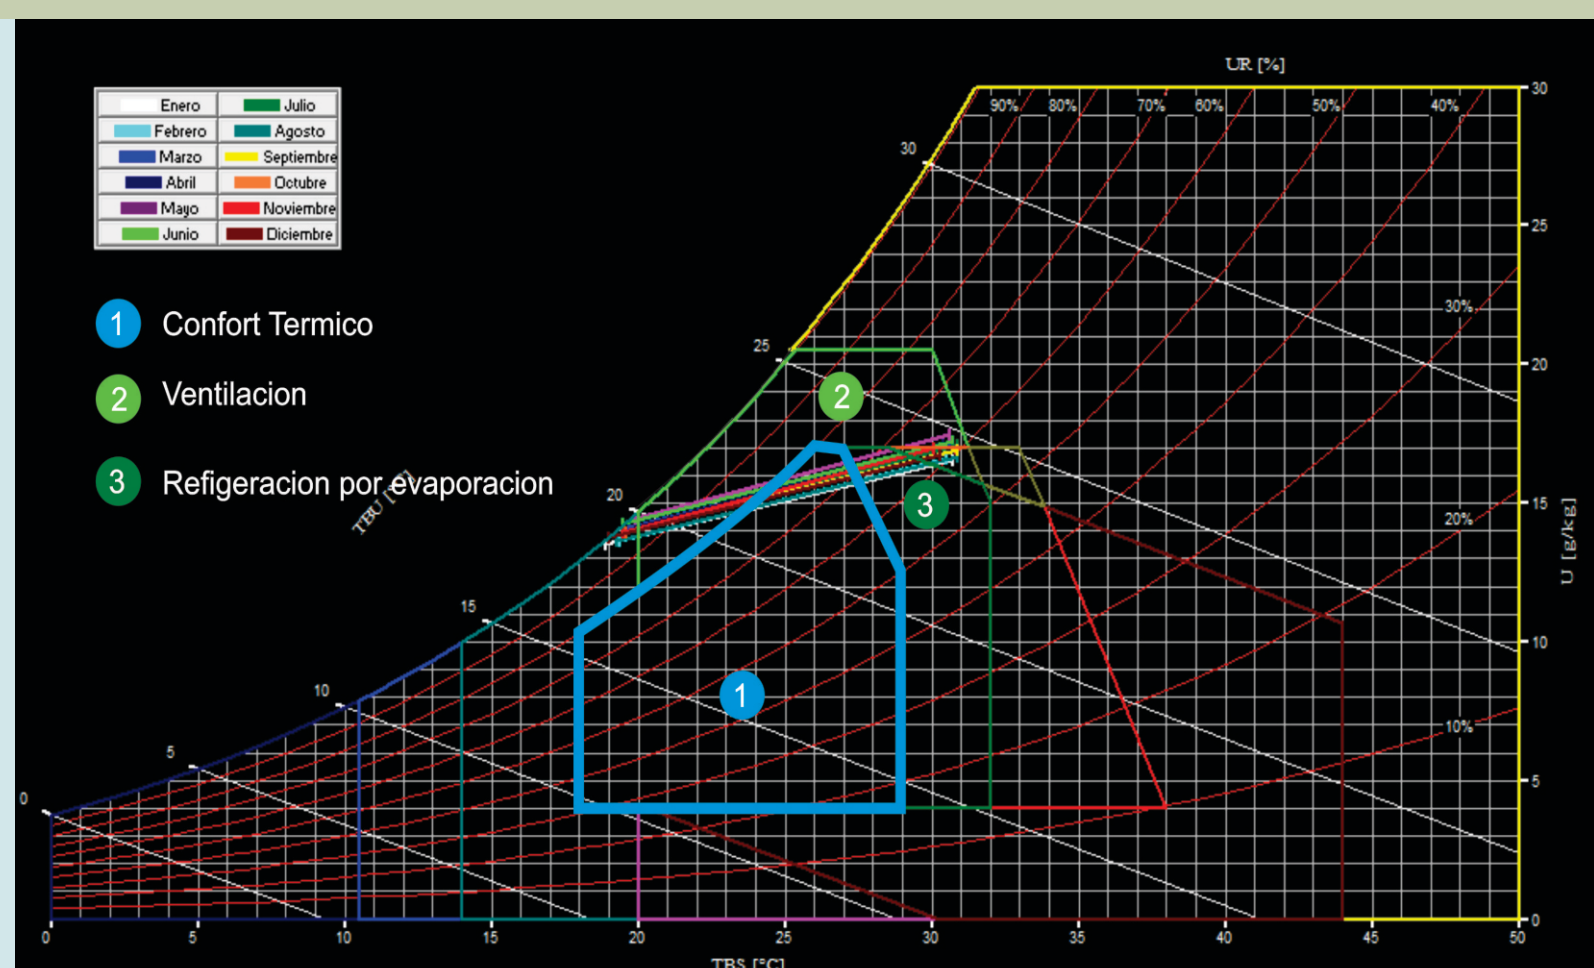 UR [%]
90% 80% 70% 60% 50% 40%
30
Enero Julio
Febrero Agosto
Marzo Septiembre
Abril Octubre
Mayo Noviembre
Junio Diciembre
30
25
30%
1 Confort Termico
25
20
2 Ventilacion
2
3 Refigeracion por evaporacion
TBU [°C]
20
3
15
20%
U [g/kg]
15
10
1
10
10%
5
5
0
0
0 5 10 15 20 25 30 35 40 45 50
TBS [°C]